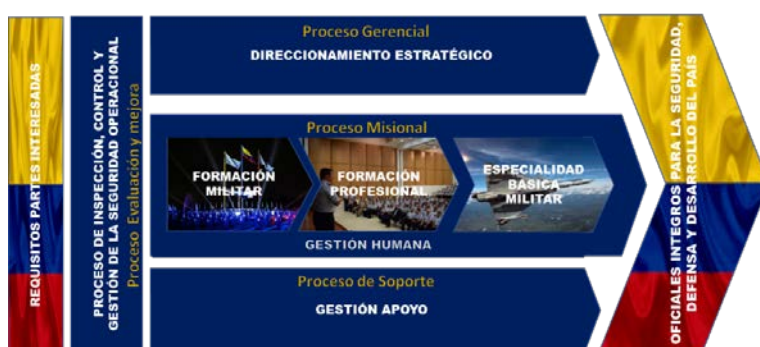 REQUISITOS PARTES INTERESADAS
PROCESO DE INSPECCIÓN, CONTROL Y
GESTIÓN DE LA SEGURIDAD OPERACIONAL
Proceso Evaluación y mejora
Proceso Gerencial
DIRECCIONAMIENTO ESTRATÉGICO
Proceso Misional
FORMACIÓN
MILITAR
FORMACIÓN
PROFESIONAL
ESPECIALIDAD
BÁSICA
MILITAR
GESTIÓN HUMANA
Proceso de Soporte
GESTIÓN APOYO
OFICIALES INTEGROS PARA LA SEGURIDAD,
DEFENSA Y DESARROLLO DEL PAÍS